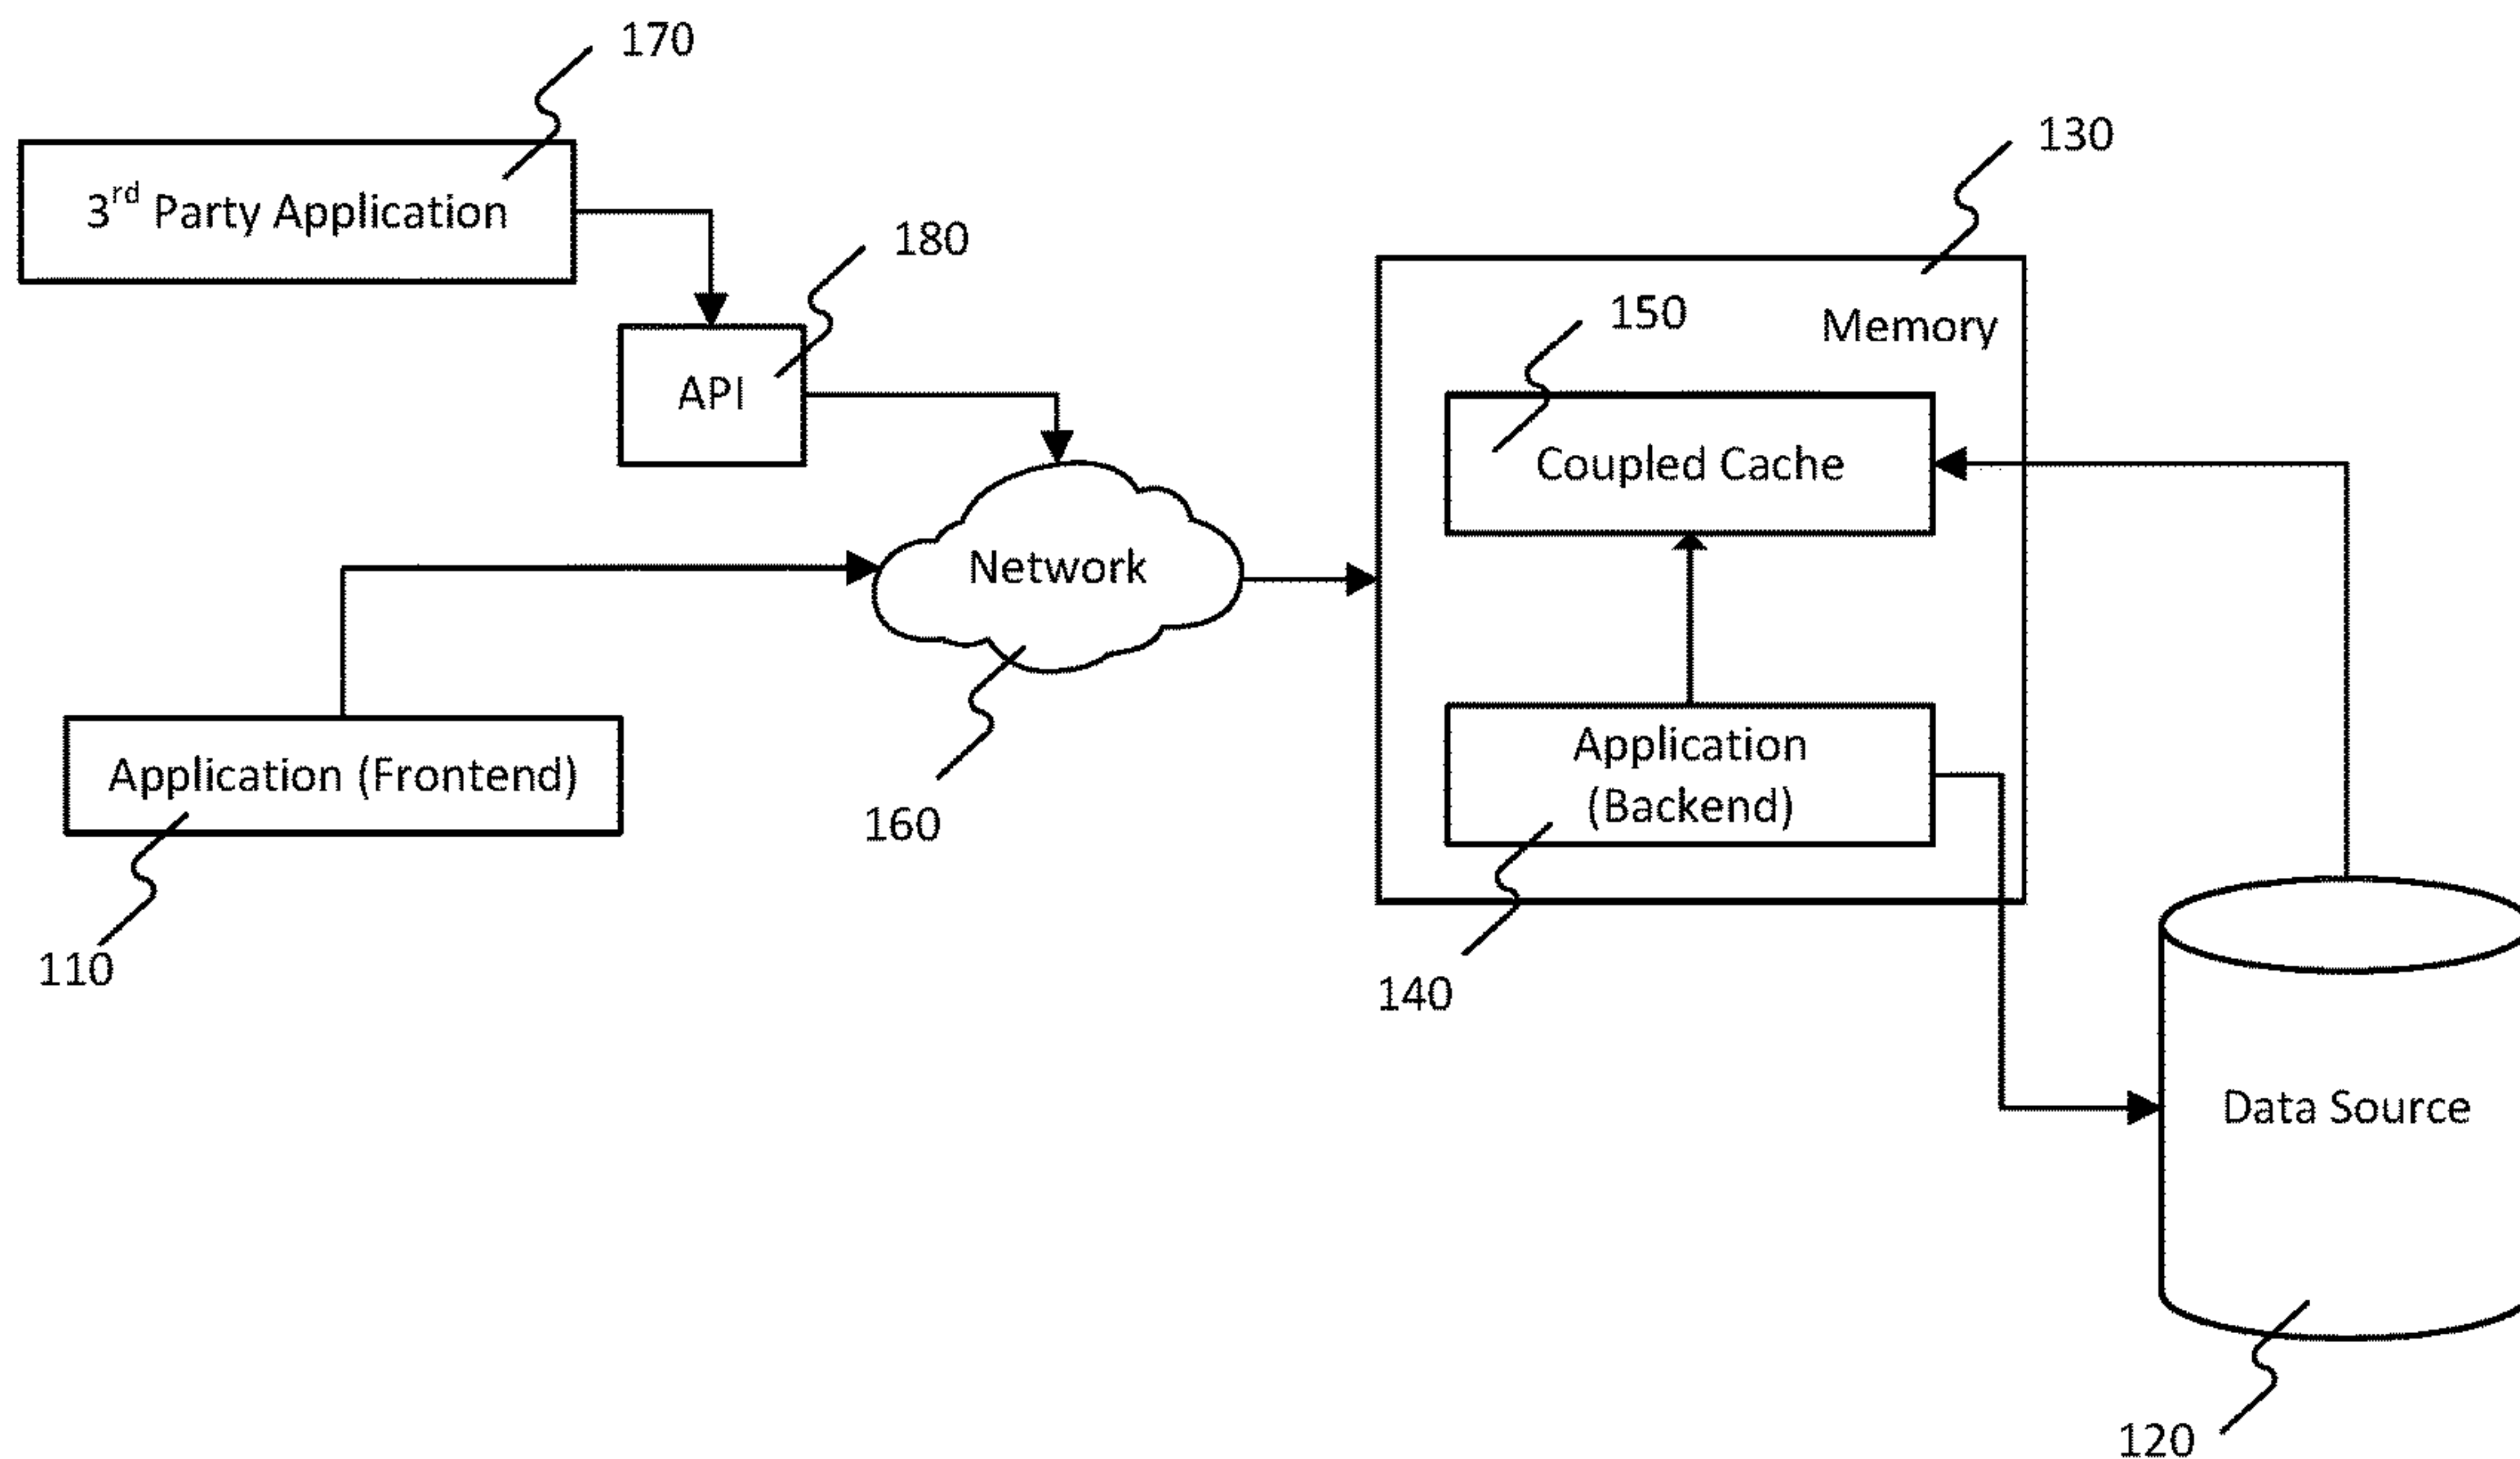 170
130
3rd Party Application
180
150
Memory
API
Coupled Cache
Network
Application (Frontend)
Application
(Backend)
160
110
140
Data Source
120